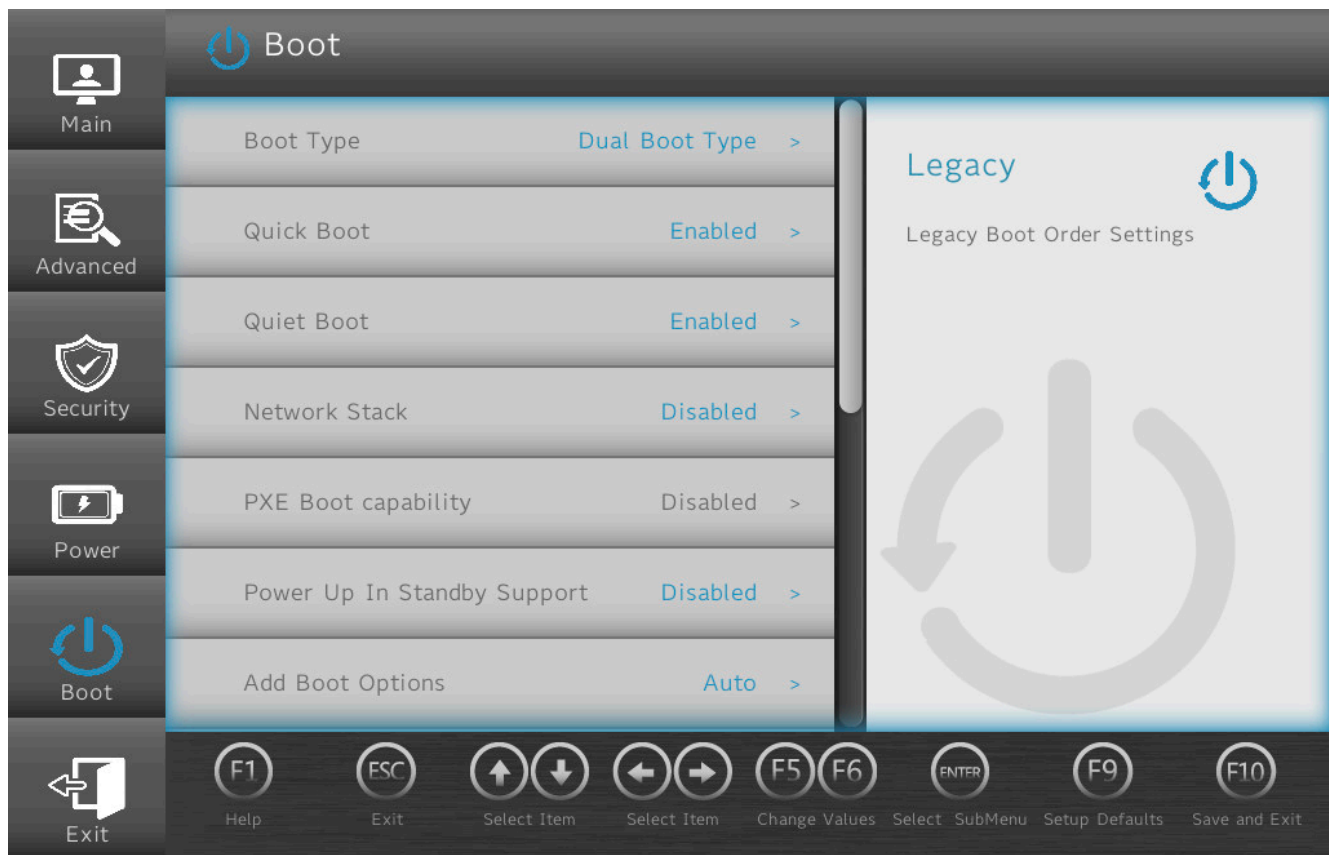 Boot
Main
Boot Type Dual Boot Type >
Legacy
Quick Boot Enabled >
Legacy Boot Order Settings
Advanced
Quiet Boot Enabled >
Security
Network Stack Disabled >
PXE Boot capability Disabled >
Power
Power Up In Standby Support Disabled >
Boot
Add Boot Options Auto >
F1 ESC F5 F6 ENTER F9 F10
Help Exit Select Item Select Item Change Values Select SubMenu Setup Defaults Save and Exit
Exit